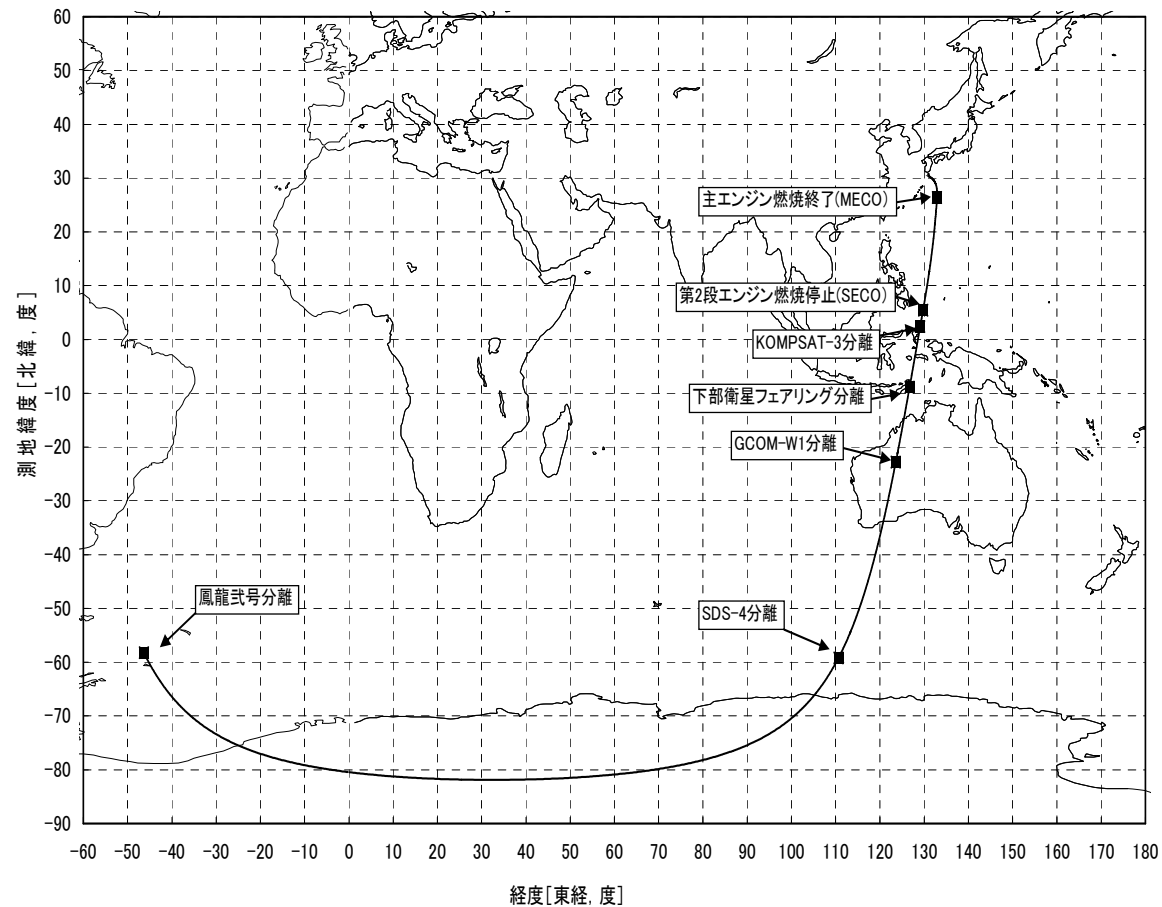 60
50
40
30
20
10
0
-10
-20
-30
-40
-50
-60
-70
-80
-90
測地緯度[北緯, 度]
主エンジン燃焼終了(MECO)
第2段エンジン燃焼停止(SECO)
KOMPSAT-3分離
下部衛星フェアリング分離
GCOM-W1分離
鳳龍弐号分離
SDS-4分離
-60 -50 -40 -30 -20 -10 0 10 20 30 40 50 60 70 80 90 100 110 120 130 140 150 160 170 180
経度[東経, 度]